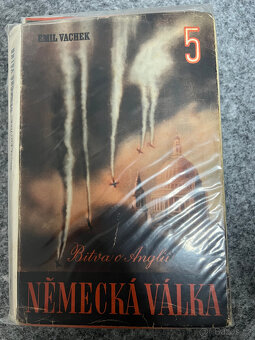 EMIL VACHEK
5
Bitva o Anglii
NĚMECKÁ VÁLKA